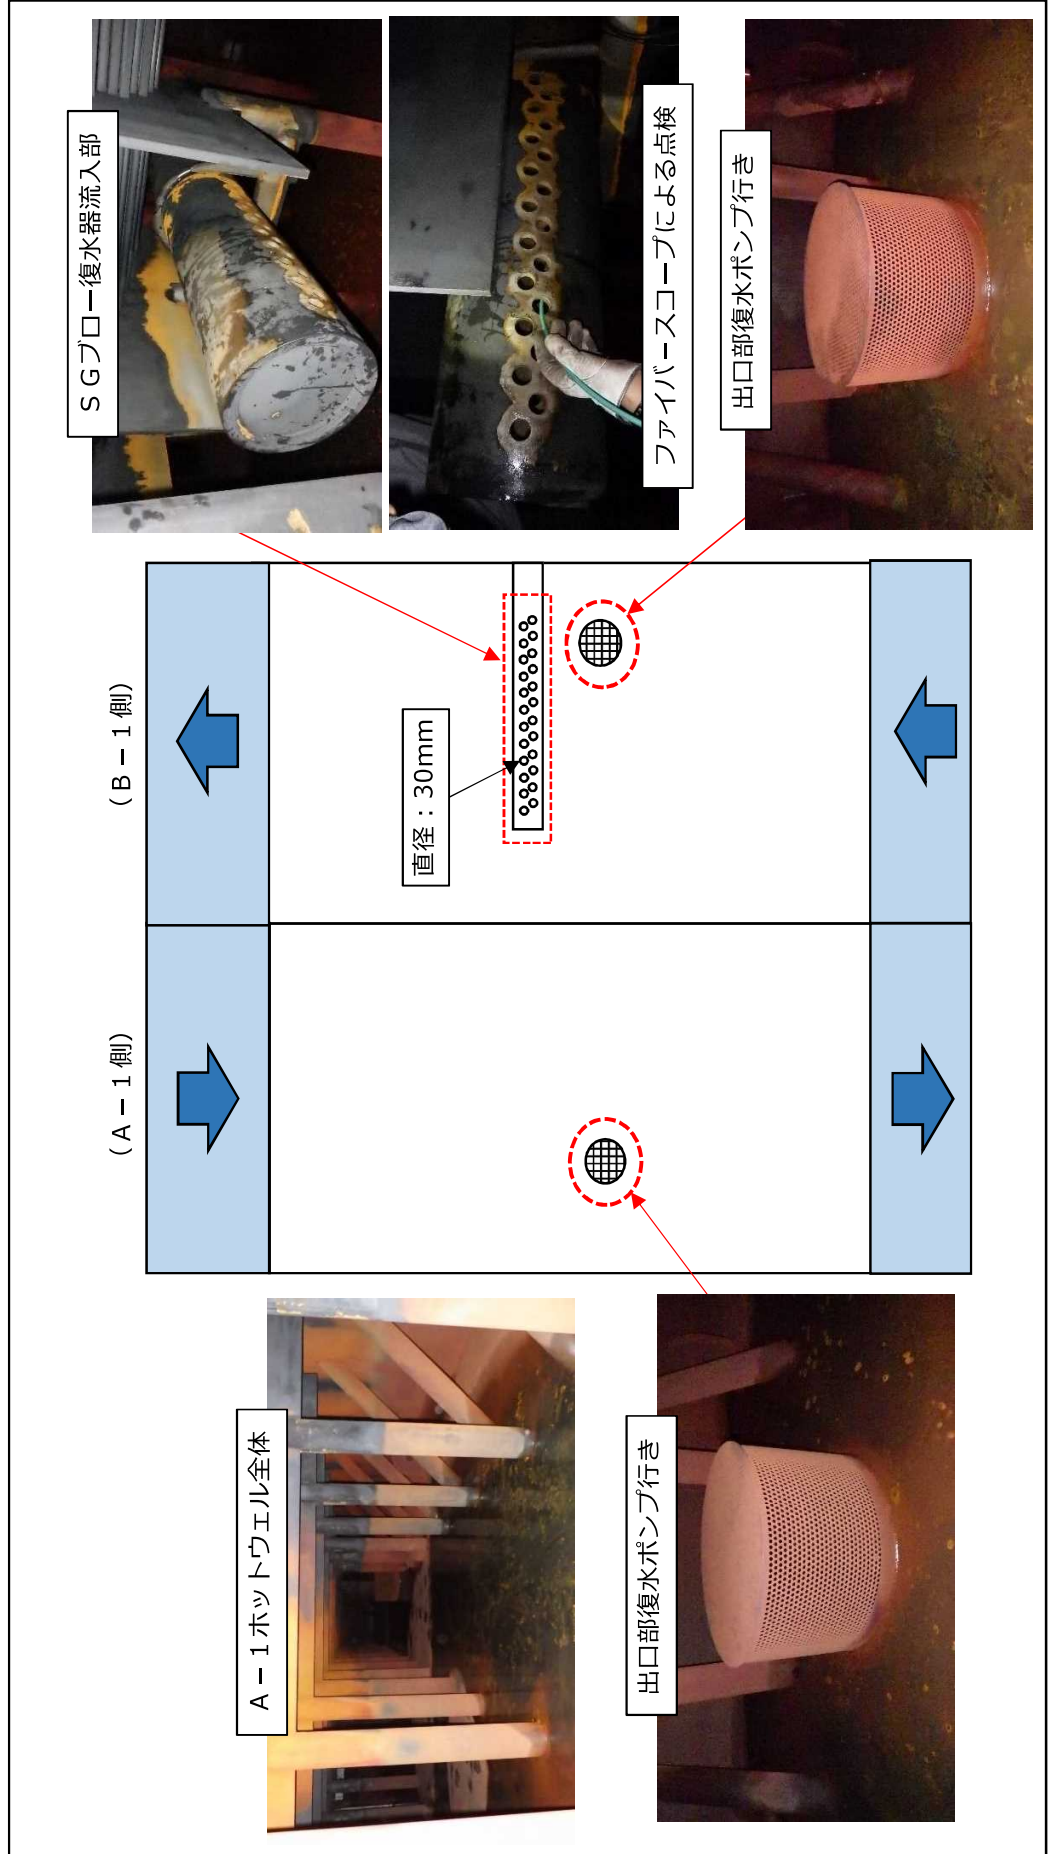 A－1ホットウェル全体
出口部復水ポンプ行き
（A－1側）
（B－1側）
直径：30mm
ＳＧブロー復水器流入部
ファイバースコープによる点検
出口部復水ポンプ行き